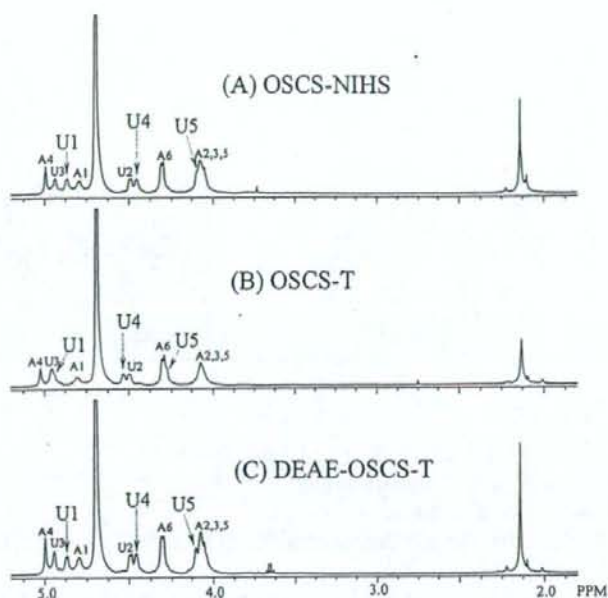 (A) OSCS-NIHS
U4
U1
U5
A4
U3
A1
U2
A6
A2,3,5
2.0
(B) OSCS-T
U4
U1
U5
A6
A4 U3
A1
U2
A2,3,5
(C) DEAE-OSCS-T
U4
U1
U5
A4
U3
A1
U2
A6
A2,3,5
5.0 4.0 3.0 2.0 PPM